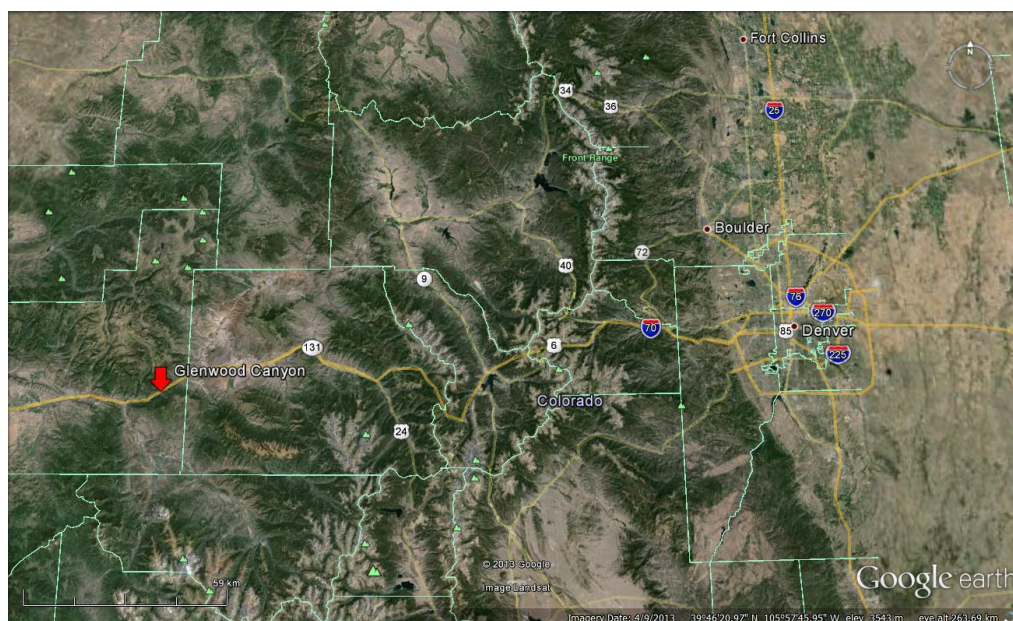 Fort Collins
N
34
36
25
Front Range
Boulder
72
40
9
76
270
70
85
Denver
131
6
225
Glenwood Canyon
Colorado
24
© 2013 Google
Image Landsat
59 km
Google earth
Imagery Date: 4/9/2013 39°46'20.97" N 105°57'45.95" W elev 3543 m eye alt 263.69 km